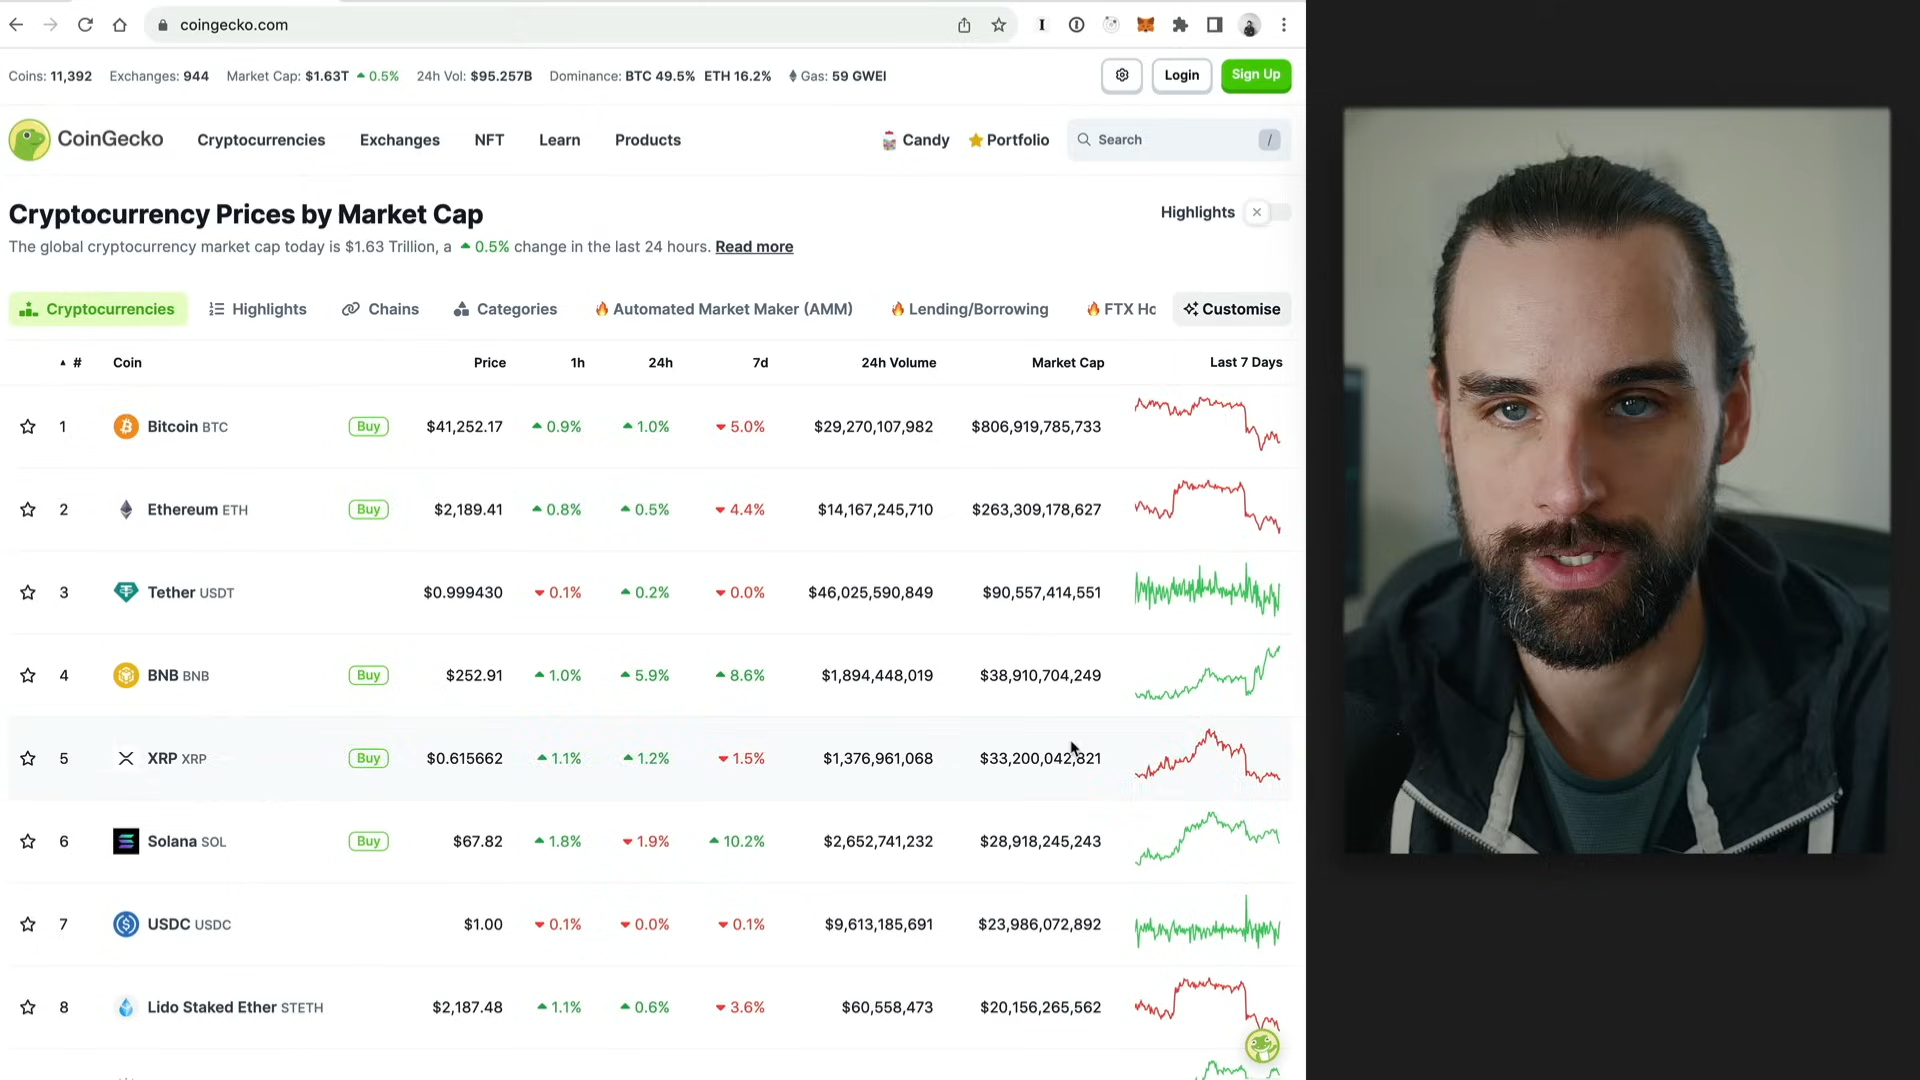 coingecko.com
Coins: 11,392 Exchanges: 944 Market Cap: $1.63T 0.5% 24h Vol: $95.257B Dominance: BTC 49.5% ETH 16.2% Gas: 59 GWEI Login Sign Up
CoinGecko Cryptocurrencies Exchanges NFT Learn Products Candy Portfolio Search /
Cryptocurrency Prices by Market Cap Highlights
The global cryptocurrency market cap today is $1.63 Trillion, a 0.5% change in the last 24 hours. Read more
Cryptocurrencies Highlights Chains Categories Automated Market Maker (AMM) Lending/Borrowing FTX Ho Customise
# Coin Price 1h 24h 7d 24h Volume Market Cap Last 7 Days
1 Bitcoin BTC Buy $41,252.17 0.9% 1.0% 5.0% $29,270,107,982 $806,919,785,733
2 Ethereum ETH Buy $2,189.41 0.8% 0.5% 4.4% $14,167,245,710 $263,309,178,627
3 Tether USDT $0.999430 0.1% 0.2% 0.0% $46,025,590,849 $90,557,414,551
4 BNB BNB Buy $252.91 1.0% 5.9% 8.6% $1,894,448,019 $38,910,704,249
5 XRP XRP Buy $0.615662 1.1% 1.2% 1.5% $1,376,961,068 $33,200,042,821
6 Solana SOL Buy $67.82 1.8% 1.9% 10.2% $2,652,741,232 $28,918,245,243
7 USDC USDC $1.00 0.1% 0.0% 0.1% $9,613,185,691 $23,986,072,892
8 Lido Staked Ether STETH $2,187.48 1.1% 0.6% 3.6% $60,558,473 $20,156,265,562